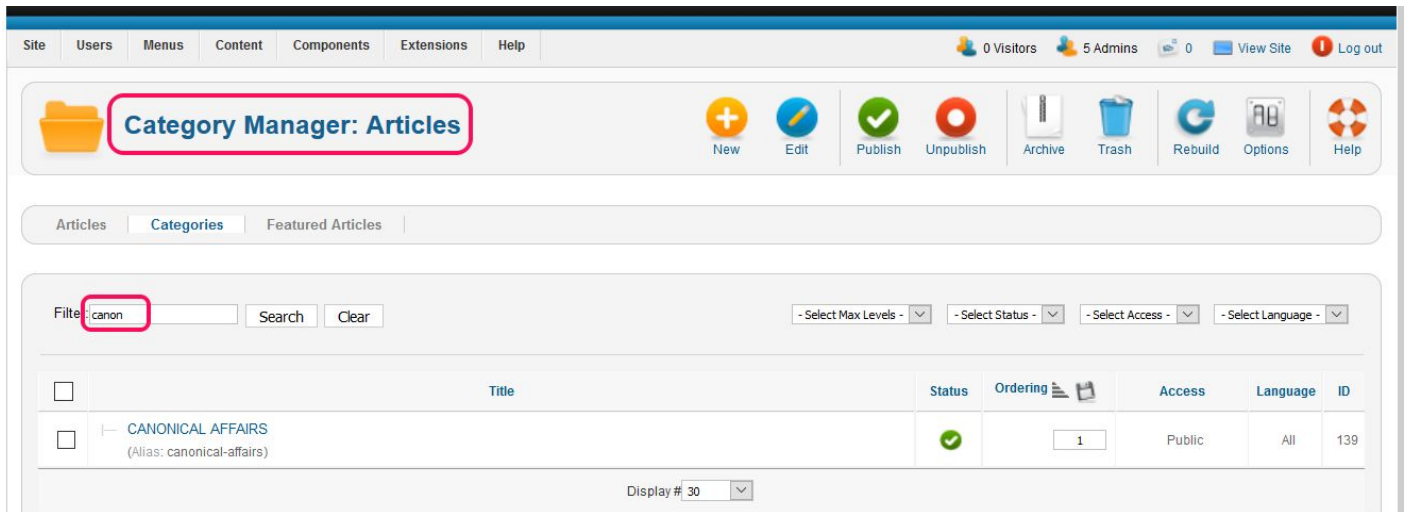 Site Users Menus Content Components Extensions Help 0 Visitors 5 Admins 0 View Site Log out
Category Manager: Articles
New Edit Publish Unpublish Archive Trash Rebuild Options Help
Articles Categories Featured Articles
Filter: canon Search Clear - Select Max Levels - - Select Status - - Select Access - - Select Language -
Title Status Ordering Access Language ID
CANONICAL AFFAIRS 1 Public All 139
(Alias: canonical-affairs)
Display # 30